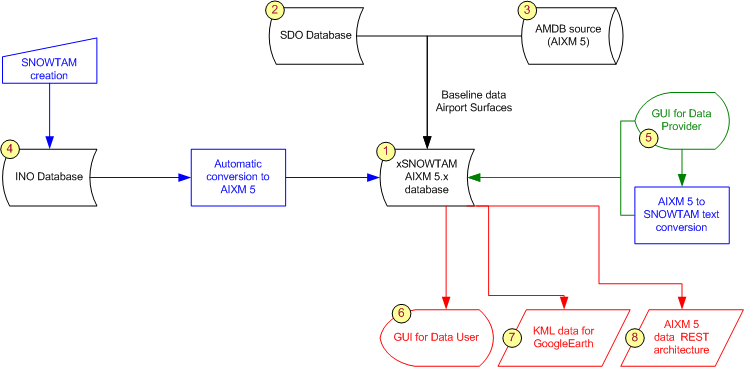 2
SDO Database
3
AMDB source
(AIXM 5)
SNOWTAM
creation
Baseline data
Airport Surfaces
GUI for Data
Provider
5
4
INO Database
Automatic
conversion to
AIXM 5
1
xSNOWTAM
AIXM 5.x
database
AIXM 5 to
SNOWTAM text
conversion
6
GUI for Data User
7
KML data for
GoogleEarth
8
AIXM 5
data REST
architecture